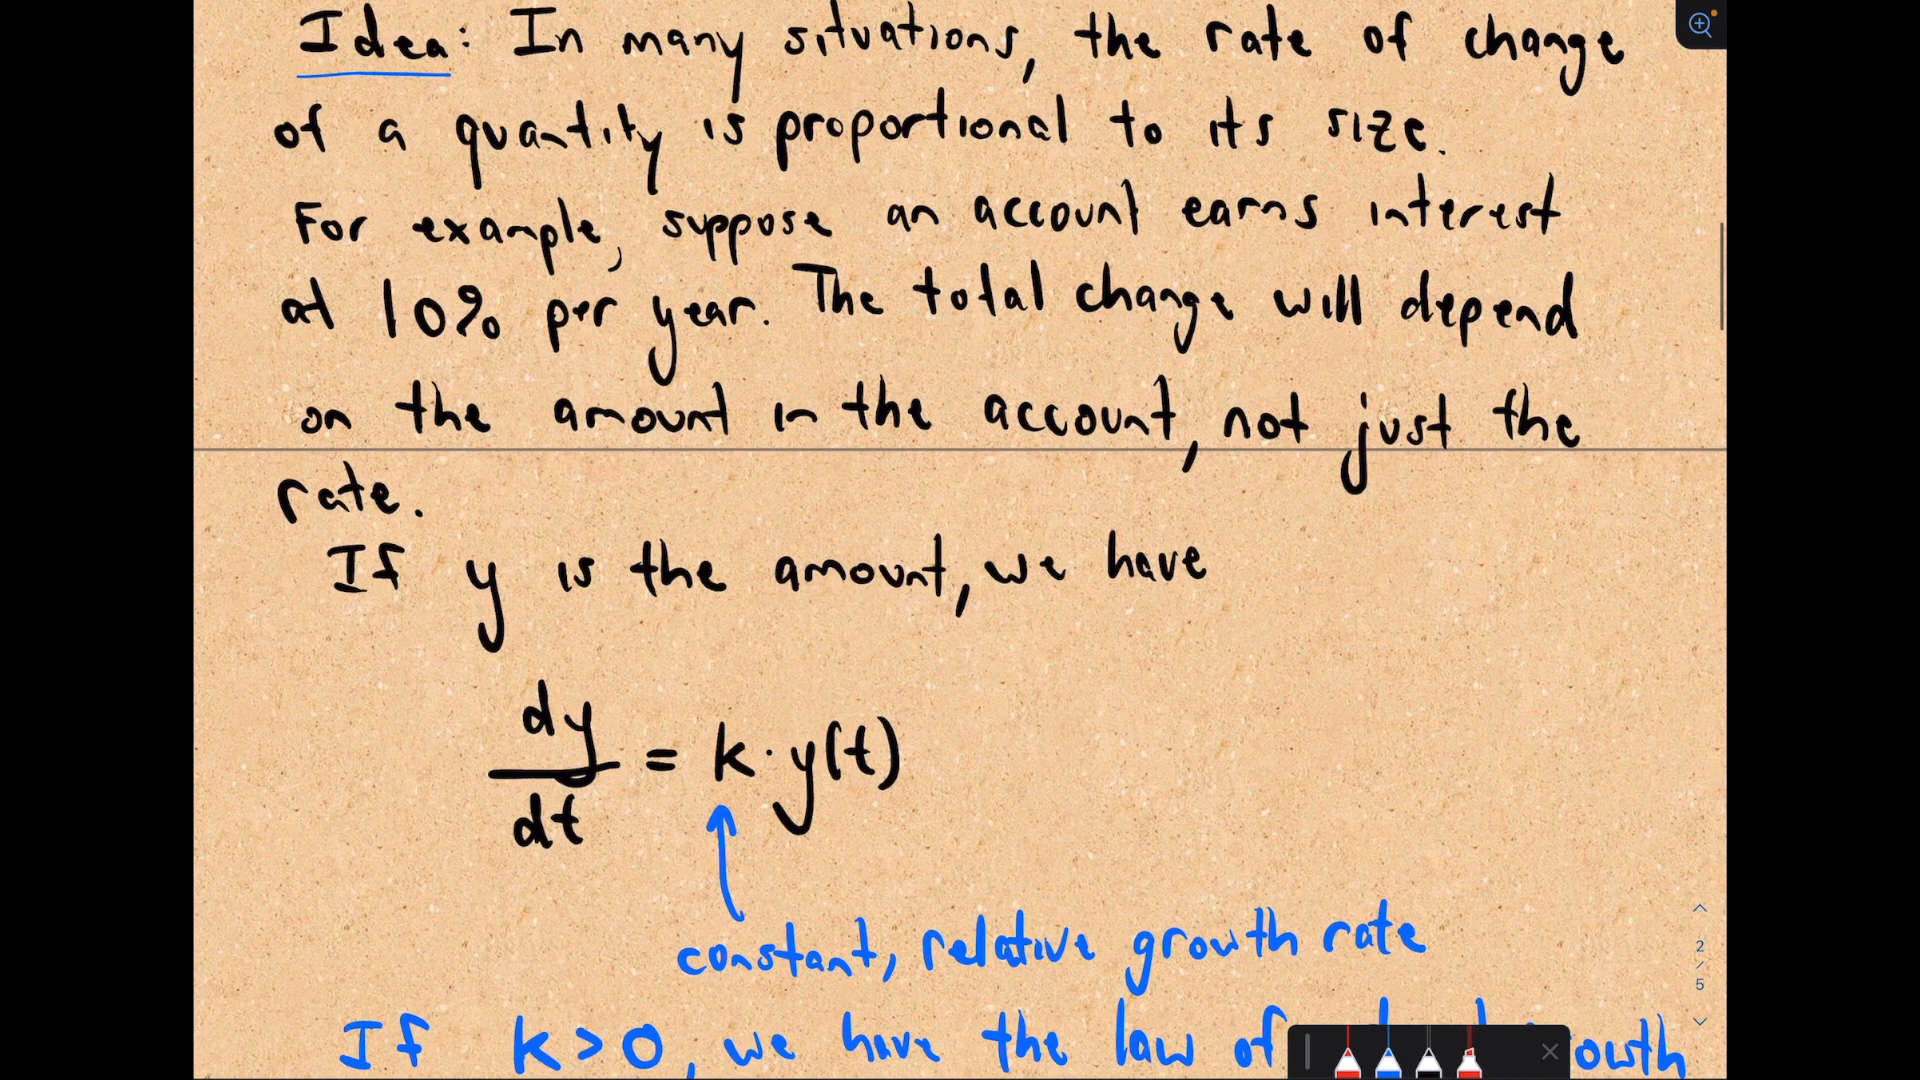 Idea: In many situations, the rate of change
of a quantity is proportional to its size.
For example, suppose an account earns interest
at 10% per year. The total change will depend
on the amount in the account, not just the
rate.
If y is the amount, we have
dy/dt = k · y(t)
constant, relative growth rate
If k > 0, we have the law of
2
/
5